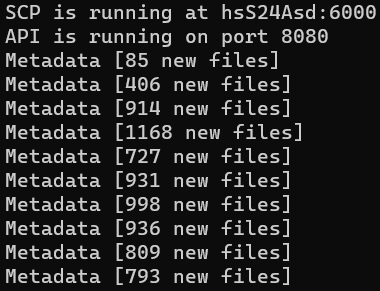 SCP is running at hsS24Asd:6000
API is running on port 8080
Metadata [85 new files]
Metadata [406 new files]
Metadata [914 new files]
Metadata [1168 new files]
Metadata [727 new files]
Metadata [931 new files]
Metadata [998 new files]
Metadata [936 new files]
Metadata [809 new files]
Metadata [793 new files]